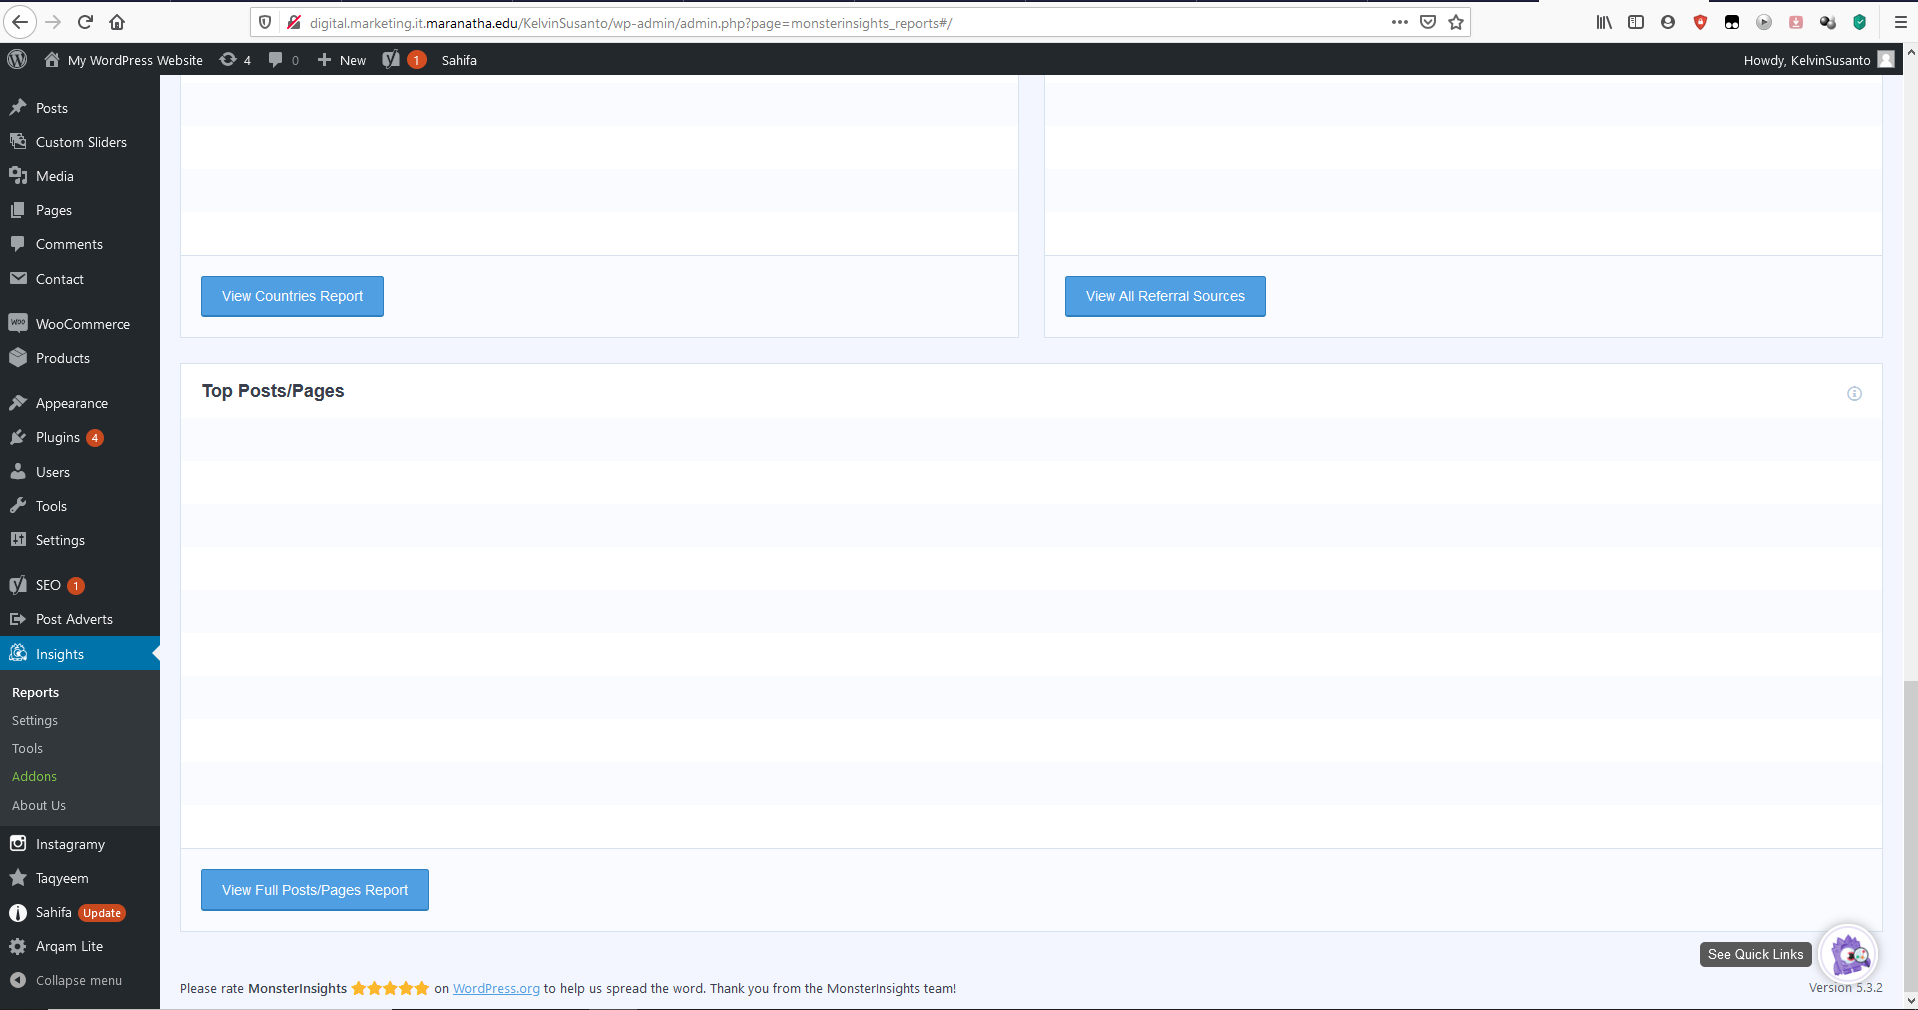 digital.marketing.it.maranatha.edu/KelvinSusanto/wp-admin/admin.php?page=monsterinsights_reports#/
My WordPress Website 4 0 New 1 Sahifa
Howdy, KelvinSusanto
Posts
Custom Sliders
Media
Pages
Comments
Contact
WooCommerce
Products
Appearance
Plugins 4
Users
Tools
Settings
SEO 1
Post Adverts
Insights
Reports
Settings
Tools
Addons
About Us
Instagramy
Taqyeem
Sahifa Update
Arqam Lite
Collapse menu
View Countries Report
View All Referral Sources
Top Posts/Pages
View Full Posts/Pages Report
See Quick Links
Please rate MonsterInsights ★★★★★ on WordPress.org to help us spread the word. Thank you from the MonsterInsights team!
Version 5.3.2